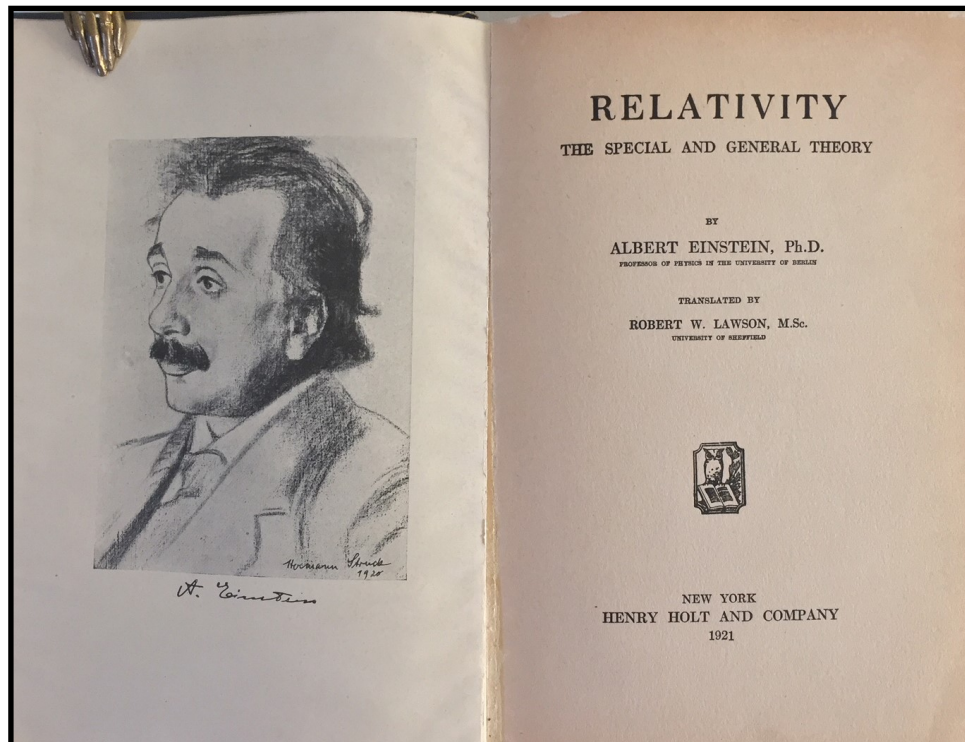 Hermann Struck
1920
A. Einstein
RELATIVITY
THE SPECIAL AND GENERAL THEORY
BY
ALBERT EINSTEIN, Ph.D.
PROFESSOR OF PHYSICS IN THE UNIVERSITY OF BERLIN
TRANSLATED BY
ROBERT W. LAWSON, M.Sc.
UNIVERSITY OF SHEFFIELD
NEW YORK
HENRY HOLT AND COMPANY
1921